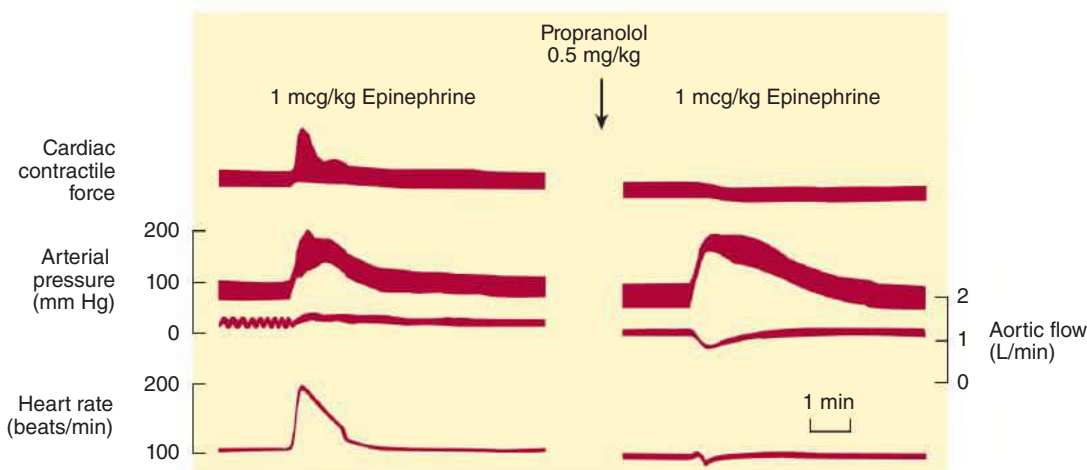 Propranolol
0.5 mg/kg
1 mcg/kg Epinephrine
1 mcg/kg Epinephrine
Cardiac
contractile
force
Arterial
pressure
(mm Hg)
200
100
0
2
1
0
Aortic flow
(L/min)
Heart rate
(beats/min)
200
100
1 min